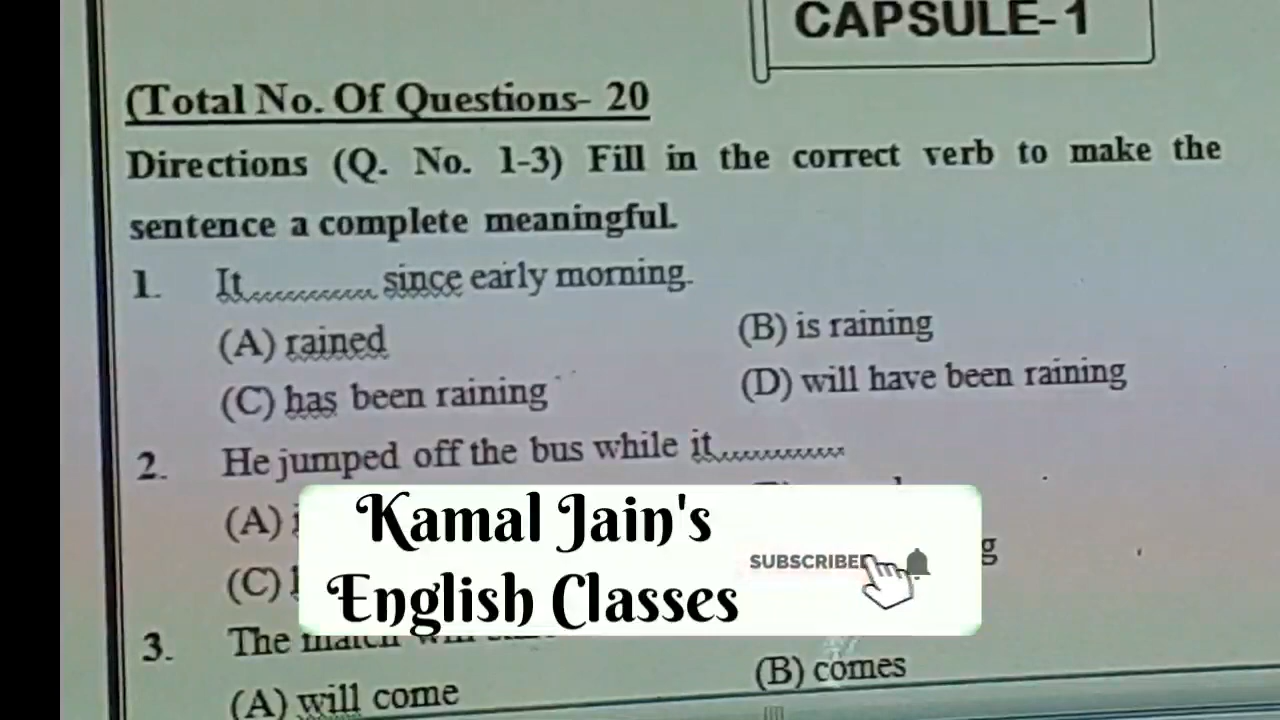 CAPSULE-1
(Total No. Of Questions- 20
Directions (Q. No. 1-3) Fill in the correct verb to make the
sentence a complete meaningful.
1. It............ since early morning.
(A) rained (B) is raining
(C) has been raining (D) will have been raining
2. He jumped off the bus while it............
(A)
(C)
Kamal Jain's
English Classes
SUBSCRIBE
3. The match will
(A) will come (B) comes